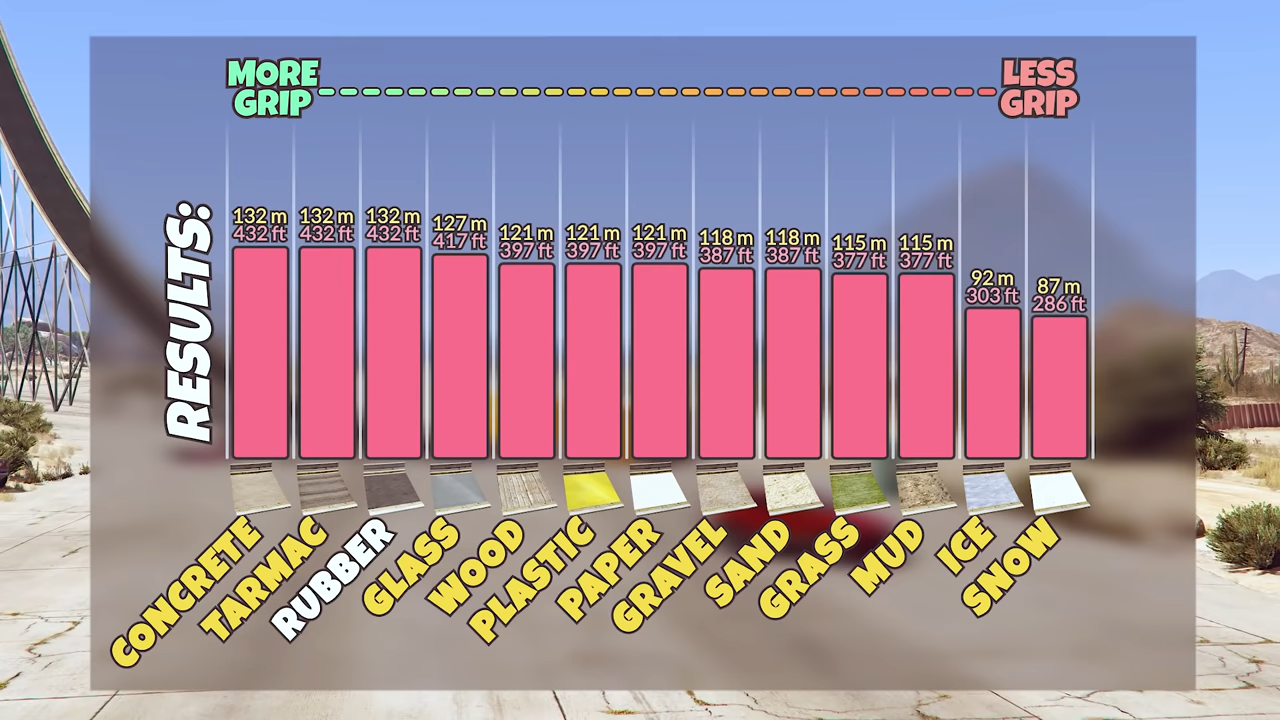 MORE
GRIP
LESS
GRIP
RESULTS:
132 m
432 ft
132 m
432 ft
132 m
432 ft
127 m
417 ft
121 m
397 ft
121 m
397 ft
121 m
397 ft
118 m
387 ft
118 m
387 ft
115 m
377 ft
115 m
377 ft
92 m
303 ft
87 m
286 ft
CONCRETE
TARMAC
RUBBER
GLASS
WOOD
PLASTIC
PAPER
GRAVEL
SAND
GRASS
MUD
ICE
SNOW